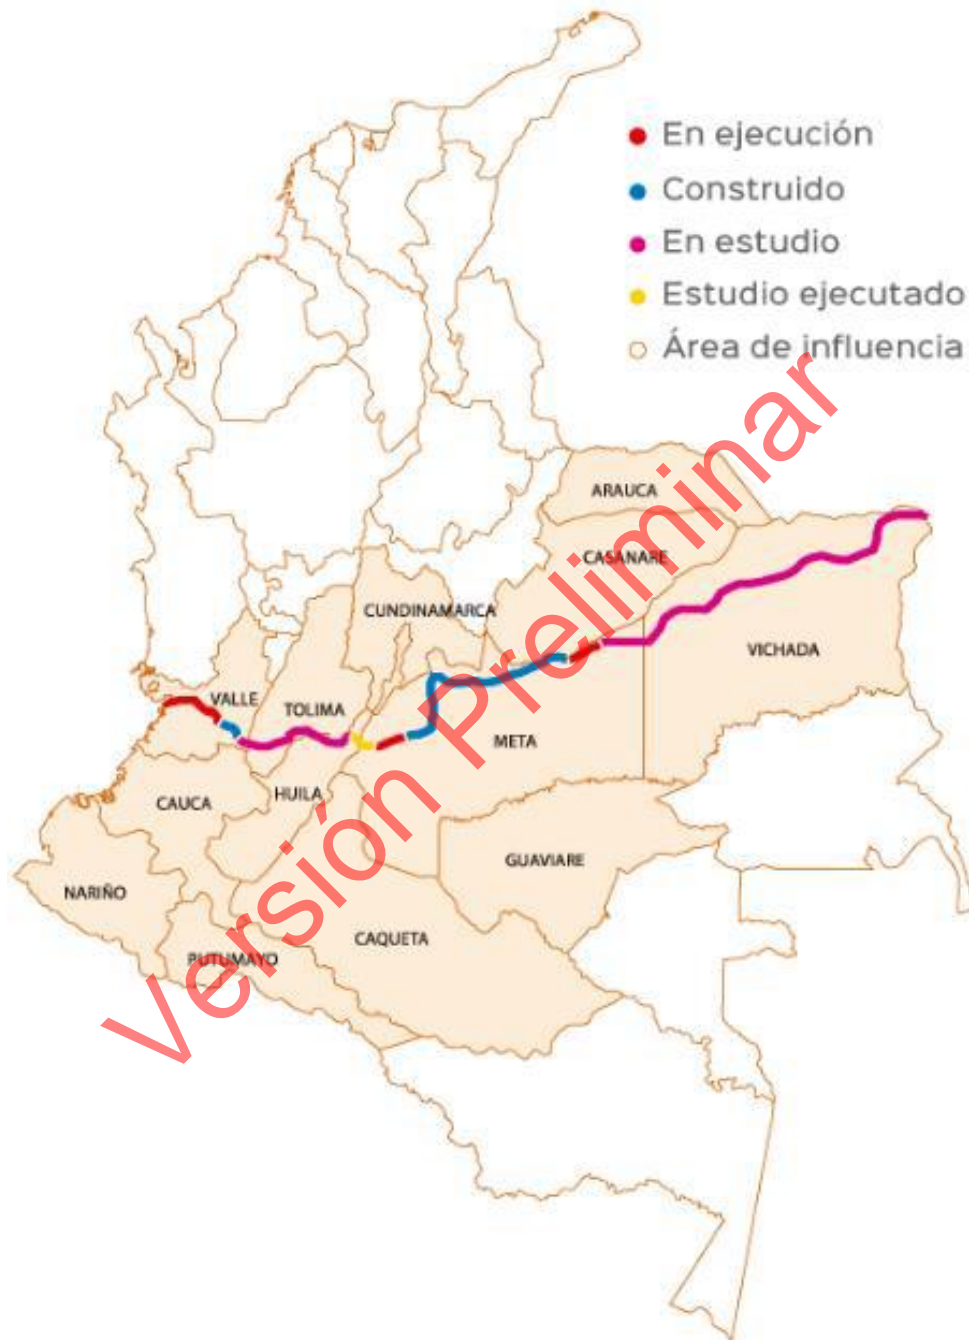 En ejecución
Construido
En estudio
Estudio ejecutado
Área de influencia
ARAUCA
CASANARE
CUNDINAMARCA
VICHADA
VALLE
TOLIMA
META
HUILA
CAUCA
GUAVIARE
NARIÑO
CAQUETA
PUTUMAYO
Versión Preliminar